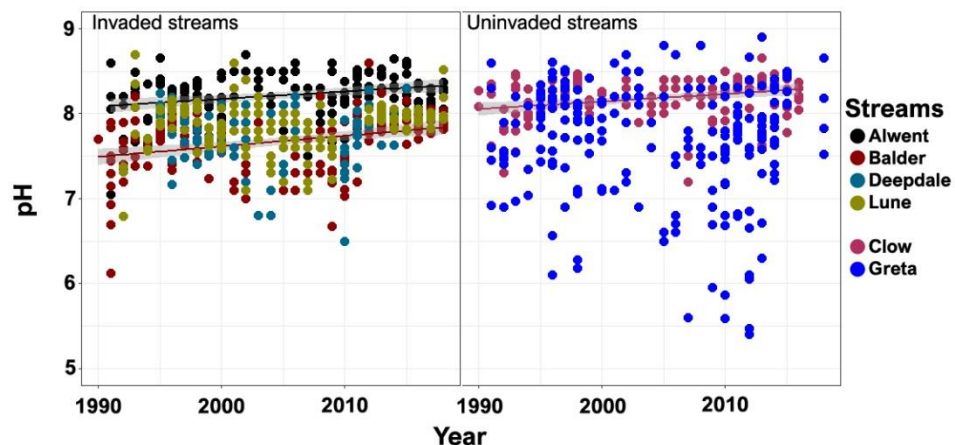 Invaded streams
Uninvaded streams
9
8
7
6
5
pH
1990
2000
2010
1990
2000
2010
Year
Streams
Alwent
Balder
Deepdale
Lune
Clow
Greta